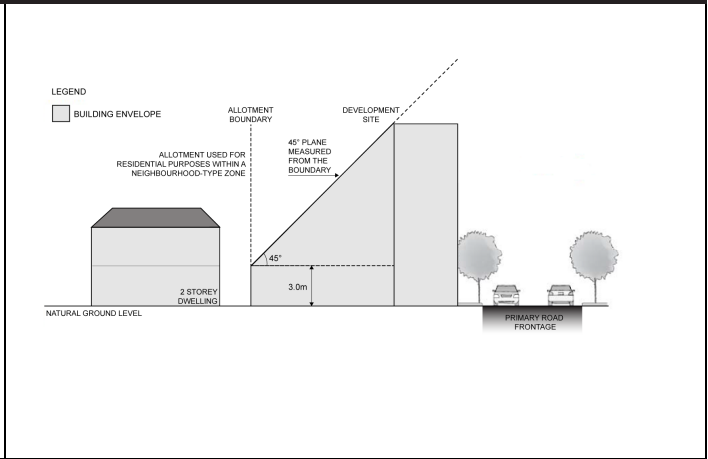 LEGEND
BUILDING ENVELOPE
ALLOTMENT
BOUNDARY
DEVELOPMENT
SITE
ALLOTMENT USED FOR
RESIDENTIAL PURPOSES WITHIN A
NEIGHBOURHOOD-TYPE ZONE
45° PLANE
MEASURED
FROM THE
BOUNDARY
45°
3.0m
2 STOREY
DWELLING
NATURAL GROUND LEVEL
PRIMARY ROAD
FRONTAGE